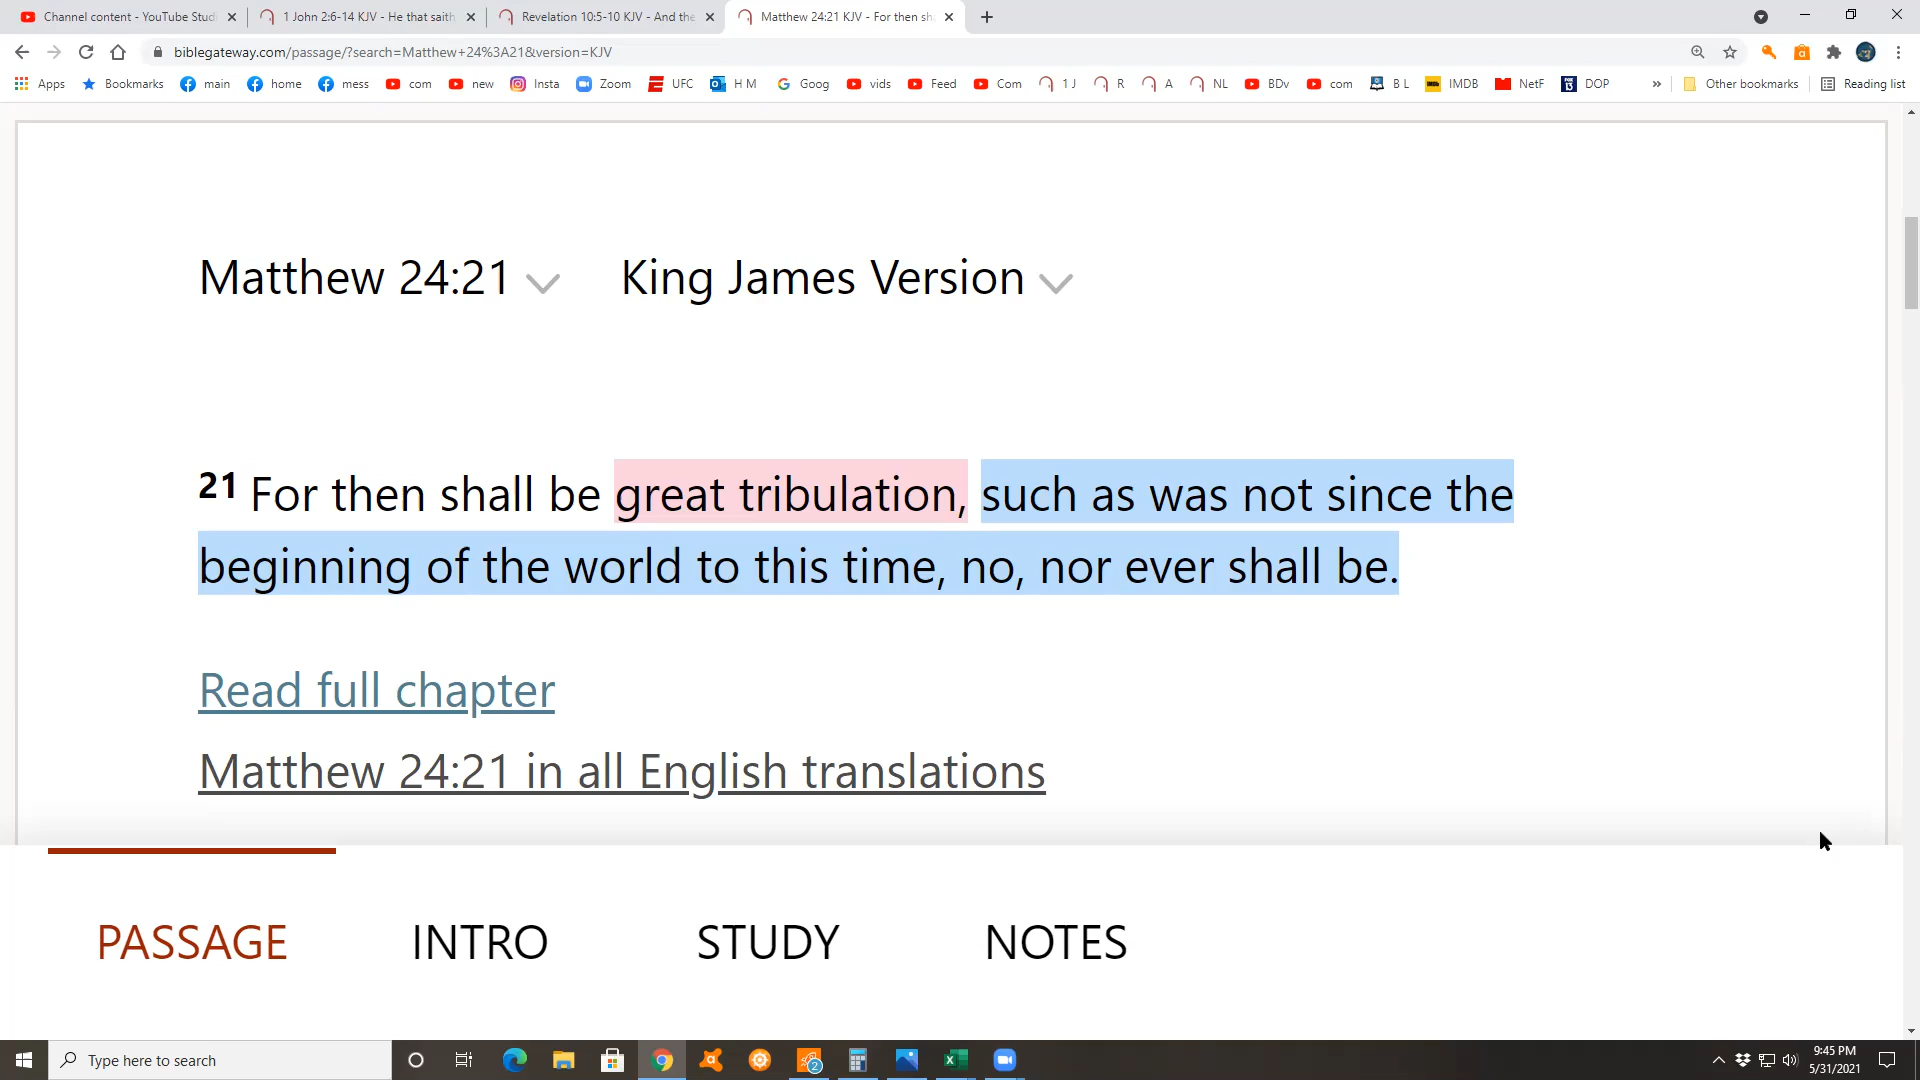 Channel content - YouTube Stud
1 John 2:6-14 KJV - He that saith
Revelation 10:5-10 KJV - And the
Matthew 24:21 KJV - For then sh
biblegateway.com/passage/?search=Matthew+24%3A21&version=KJV
Apps Bookmarks main home mess com new Insta Zoom UFC H M Goog vids Feed Com 1 J R A NL BDv com B L IMDB NetF DOP » Other bookmarks Reading list
Matthew 24:21 King James Version
21 For then shall be great tribulation, such as was not since the
beginning of the world to this time, no, nor ever shall be.
Read full chapter
Matthew 24:21 in all English translations
PASSAGE INTRO STUDY NOTES
Type here to search
2
9:45 PM
5/31/2021